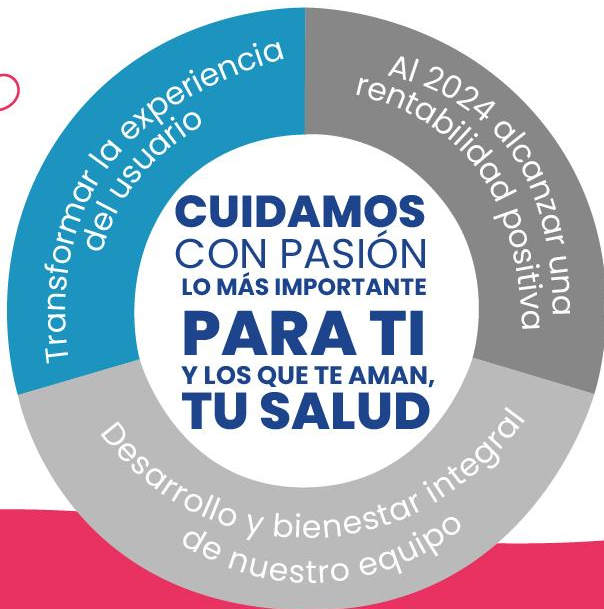 Transformar la experiencia
del usuario
Al 2024 alcanzar una
rentabilidad positiva
CUIDAMOS
CON PASIÓN
LO MÁS IMPORTANTE
PARA TI
Y LOS QUE TE AMAN,
TU SALUD
Desarrollo y bienestar integral
de nuestro equipo